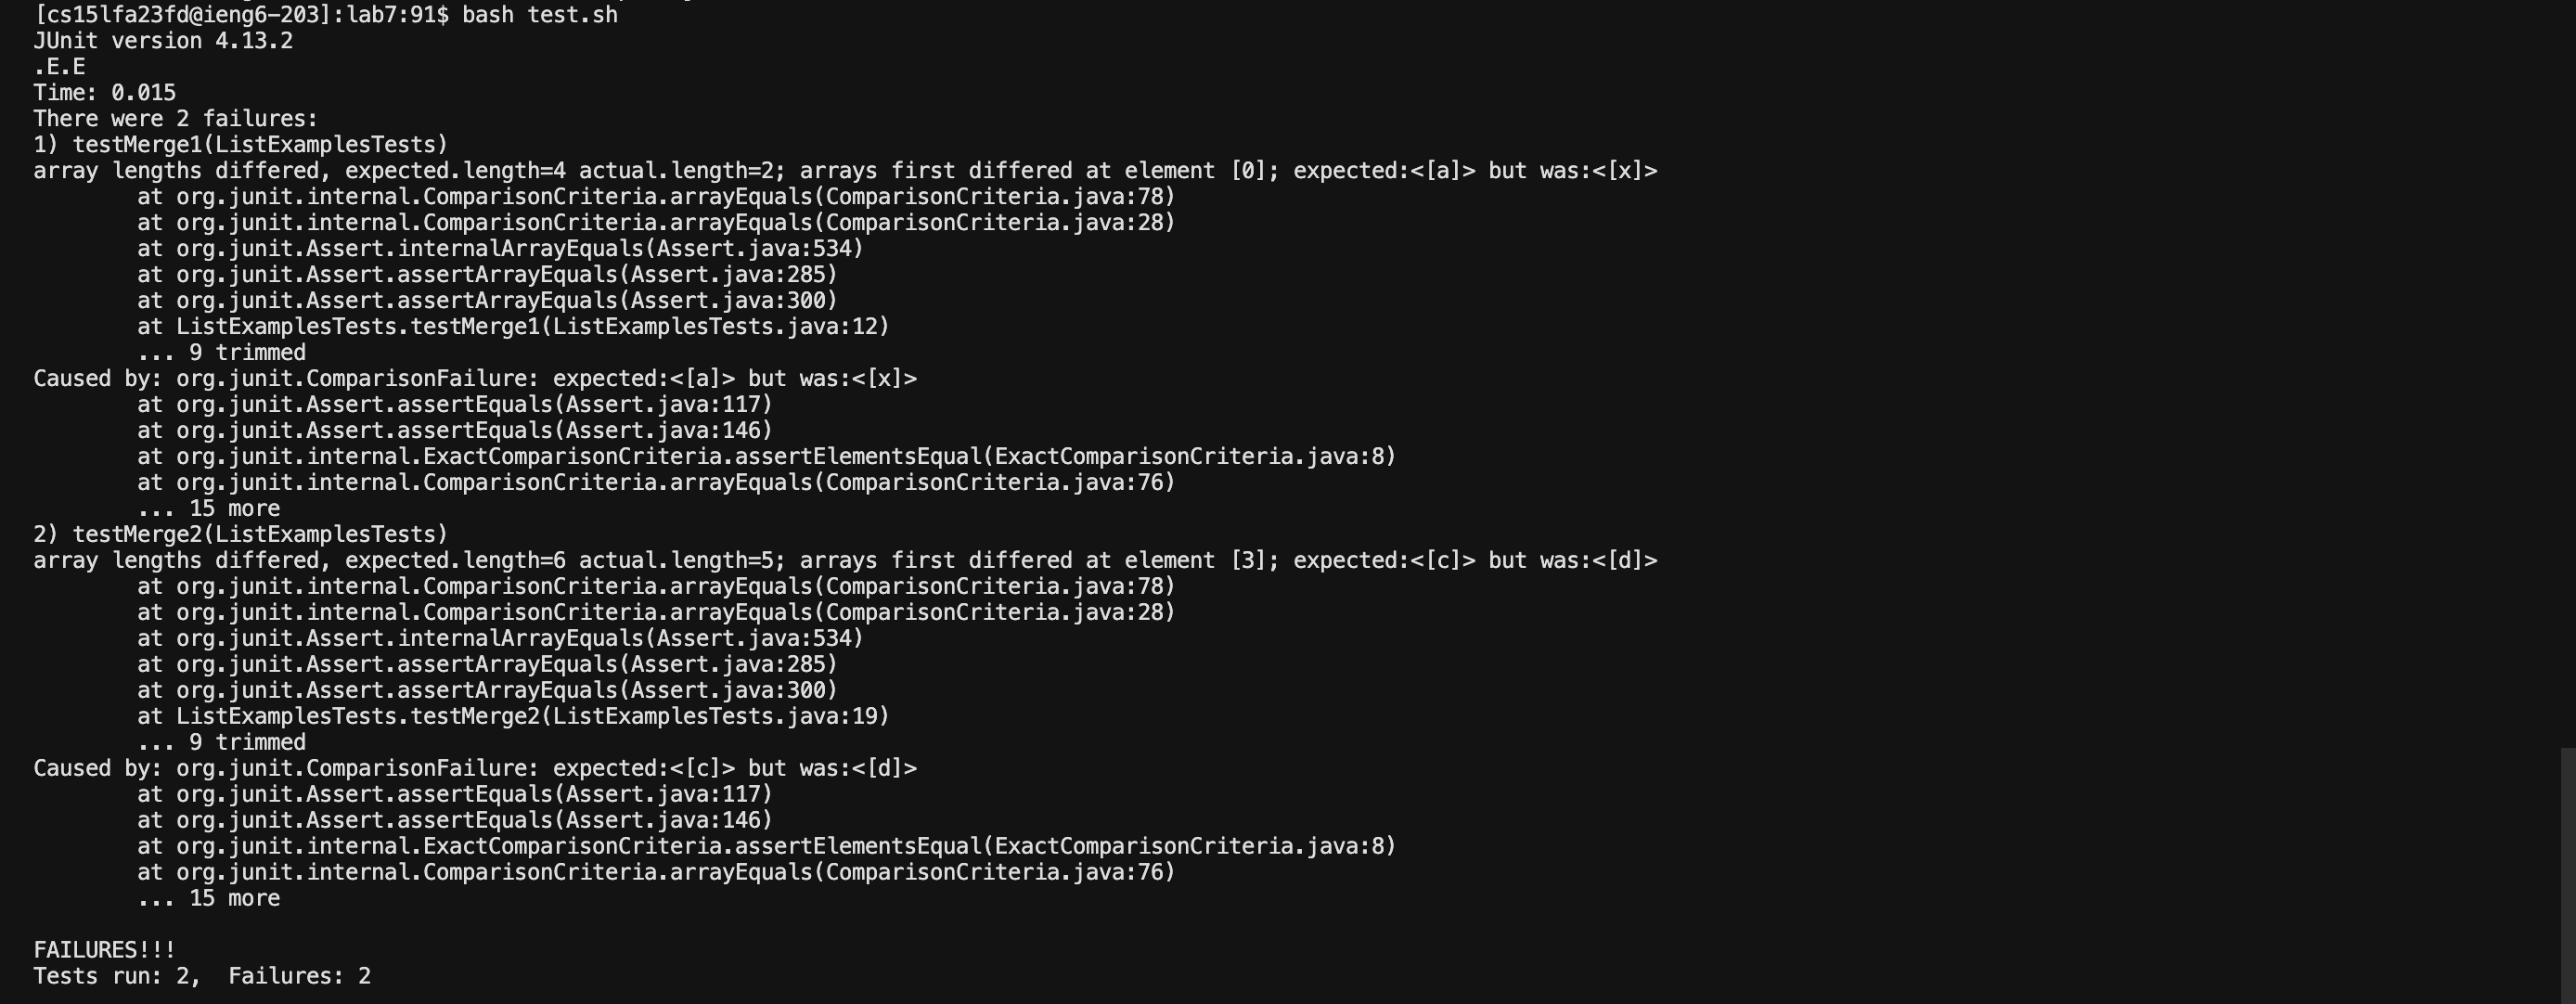 [cs15lfa23fd@ieng6-203]:lab7:91$ bash test.sh
JUnit version 4.13.2
.E.E
Time: 0.015
There were 2 failures:
1) testMerge1(ListExamplesTests)
array lengths differed, expected.length=4 actual.length=2; arrays first differed at element [0]; expected:<[a]> but was:<[x]>
        at org.junit.internal.ComparisonCriteria.arrayEquals(ComparisonCriteria.java:78)
        at org.junit.internal.ComparisonCriteria.arrayEquals(ComparisonCriteria.java:28)
        at org.junit.Assert.internalArrayEquals(Assert.java:534)
        at org.junit.Assert.assertArrayEquals(Assert.java:285)
        at org.junit.Assert.assertArrayEquals(Assert.java:300)
        at ListExamplesTests.testMerge1(ListExamplesTests.java:12)
        ... 9 trimmed
Caused by: org.junit.ComparisonFailure: expected:<[a]> but was:<[x]>
        at org.junit.Assert.assertEquals(Assert.java:117)
        at org.junit.Assert.assertEquals(Assert.java:146)
        at org.junit.internal.ExactComparisonCriteria.assertElementsEqual(ExactComparisonCriteria.java:8)
        at org.junit.internal.ComparisonCriteria.arrayEquals(ComparisonCriteria.java:76)
        ... 15 more
2) testMerge2(ListExamplesTests)
array lengths differed, expected.length=6 actual.length=5; arrays first differed at element [3]; expected:<[c]> but was:<[d]>
        at org.junit.internal.ComparisonCriteria.arrayEquals(ComparisonCriteria.java:78)
        at org.junit.internal.ComparisonCriteria.arrayEquals(ComparisonCriteria.java:28)
        at org.junit.Assert.internalArrayEquals(Assert.java:534)
        at org.junit.Assert.assertArrayEquals(Assert.java:285)
        at org.junit.Assert.assertArrayEquals(Assert.java:300)
        at ListExamplesTests.testMerge2(ListExamplesTests.java:19)
        ... 9 trimmed
Caused by: org.junit.ComparisonFailure: expected:<[c]> but was:<[d]>
        at org.junit.Assert.assertEquals(Assert.java:117)
        at org.junit.Assert.assertEquals(Assert.java:146)
        at org.junit.internal.ExactComparisonCriteria.assertElementsEqual(ExactComparisonCriteria.java:8)
        at org.junit.internal.ComparisonCriteria.arrayEquals(ComparisonCriteria.java:76)
        ... 15 more

FAILURES!!!
Tests run: 2,  Failures: 2